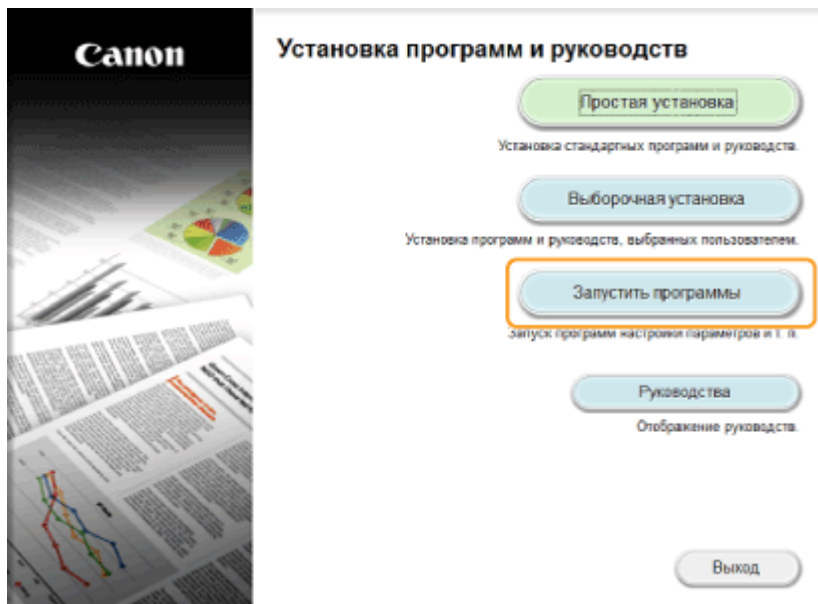 Canon
Установка программ и руководств
Простая установка
Установка стандартных программ и руководств.
Выборочная установка
Установка программ и руководств, выбранных пользователем.
Запустить программы
Запуск программ настройки параметров и т. п.
Руководства
Отображение руководств.
Выход